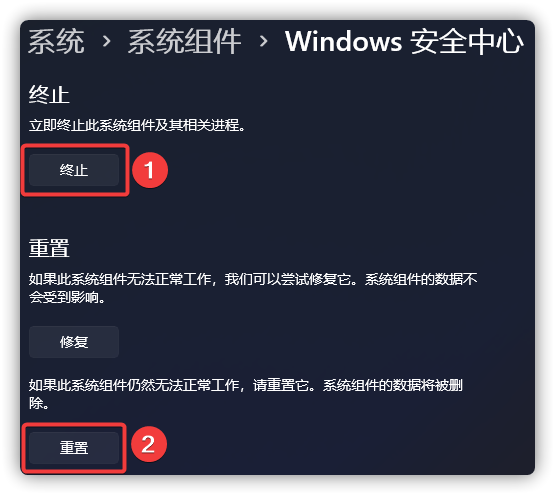 系统 › 系统组件 › Windows 安全中心
终止
立即终止此系统组件及其相关进程。
终止 1
重置
如果此系统组件无法正常工作，我们可以尝试修复它。系统组件的数据不
会受到影响。
修复
如果此系统组件仍然无法正常工作，请重置它。系统组件的数据将被删
除。
重置 2